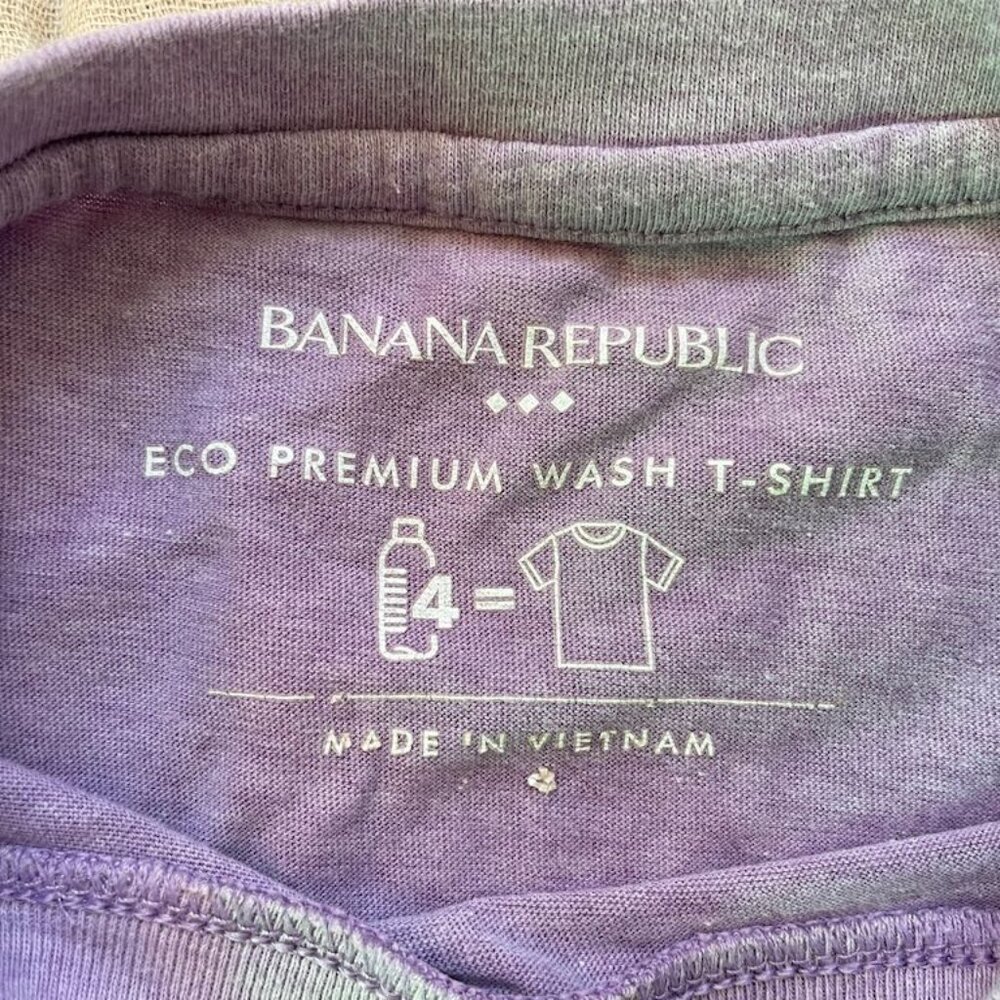 BANANA REPUBLIC
ECO PREMIUM WASH T-SHIRT
4 =
MADE IN VIETNAM